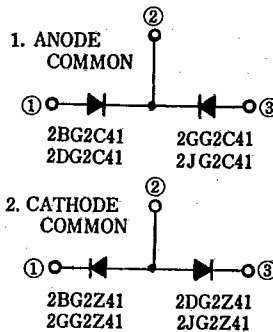 ②
1. ANODE
COMMON
① ③
2BG2C41 2GG2C41
2DG2C41 2JG2C41
②
2. CATHODE
COMMON
① ③
2BG2Z41 2DG2Z41
2GG2Z41 2JG2Z41